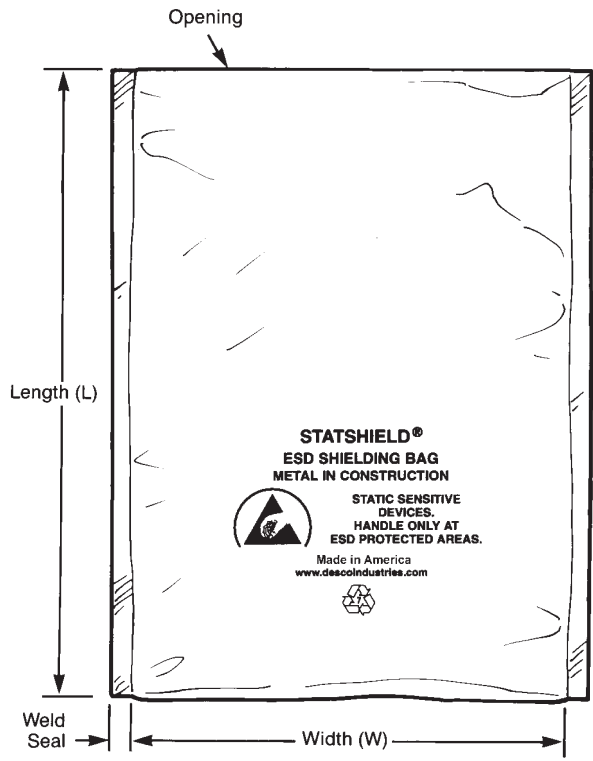 Opening
Length (L)
STATSHIELD®
ESD SHIELDING BAG
METAL IN CONSTRUCTION
STATIC SENSITIVE
DEVICES.
HANDLE ONLY AT
ESD PROTECTED AREAS.
Made in America
www.descoindustries.com
7
Weld
Seal
Width (W)